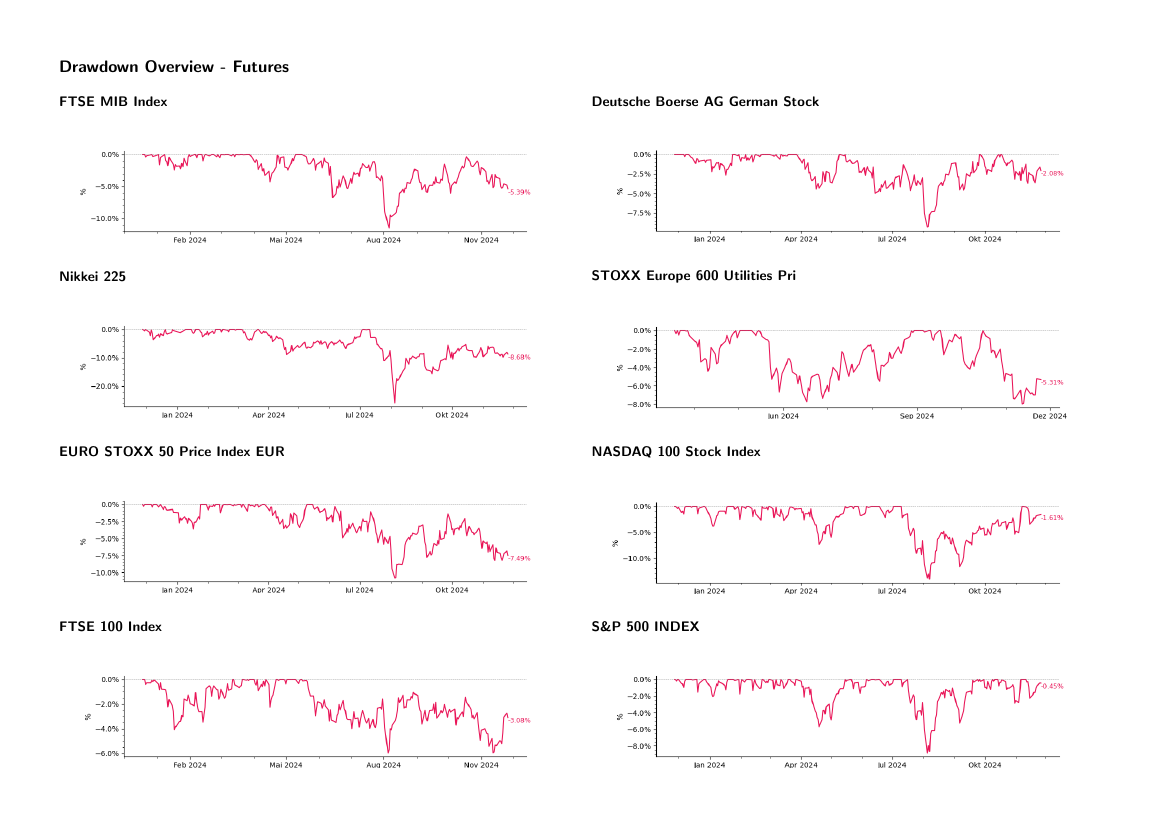 Drawdown Overview - Futures
FTSE MIB Index
0.0%
−5.0%
−10.0%
%
-5.39%
Feb 2024
Mai 2024
Aug 2024
Nov 2024
Deutsche Boerse AG German Stock
0.0%
−2.5%
−5.0%
−7.5%
%
-2.08%
Jan 2024
Apr 2024
Jul 2024
Okt 2024
Nikkei 225
0.0%
−10.0%
−20.0%
%
-8.68%
Jan 2024
Apr 2024
Jul 2024
Okt 2024
STOXX Europe 600 Utilities Pri
0.0%
−2.0%
−4.0%
−6.0%
−8.0%
%
-5.31%
Jun 2024
Sep 2024
Dez 2024
EURO STOXX 50 Price Index EUR
0.0%
−2.5%
−5.0%
−7.5%
−10.0%
%
-7.49%
Jan 2024
Apr 2024
Jul 2024
Okt 2024
NASDAQ 100 Stock Index
0.0%
−5.0%
−10.0%
%
-1.61%
Jan 2024
Apr 2024
Jul 2024
Okt 2024
FTSE 100 Index
0.0%
−2.0%
−4.0%
−6.0%
%
-3.08%
Feb 2024
Mai 2024
Aug 2024
Nov 2024
S&P 500 INDEX
0.0%
−2.0%
−4.0%
−6.0%
−8.0%
%
-0.45%
Jan 2024
Apr 2024
Jul 2024
Okt 2024